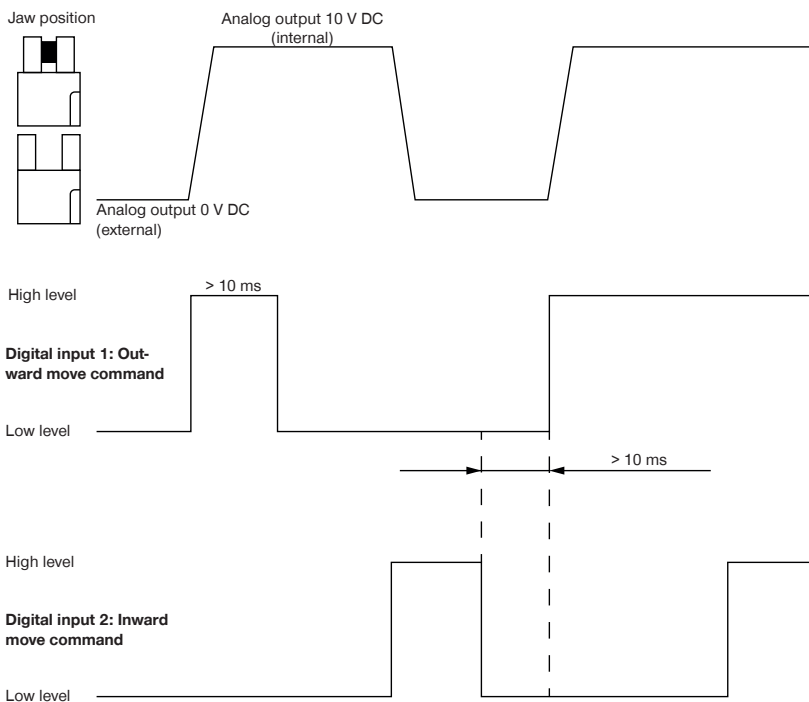 Jaw position
Analog output 10 V DC
(internal)
Analog output 0 V DC
(external)
High level
> 10 ms
Digital input 1: Out-
ward move command
Low level
> 10 ms
High level
Digital input 2: Inward
move command
Low level